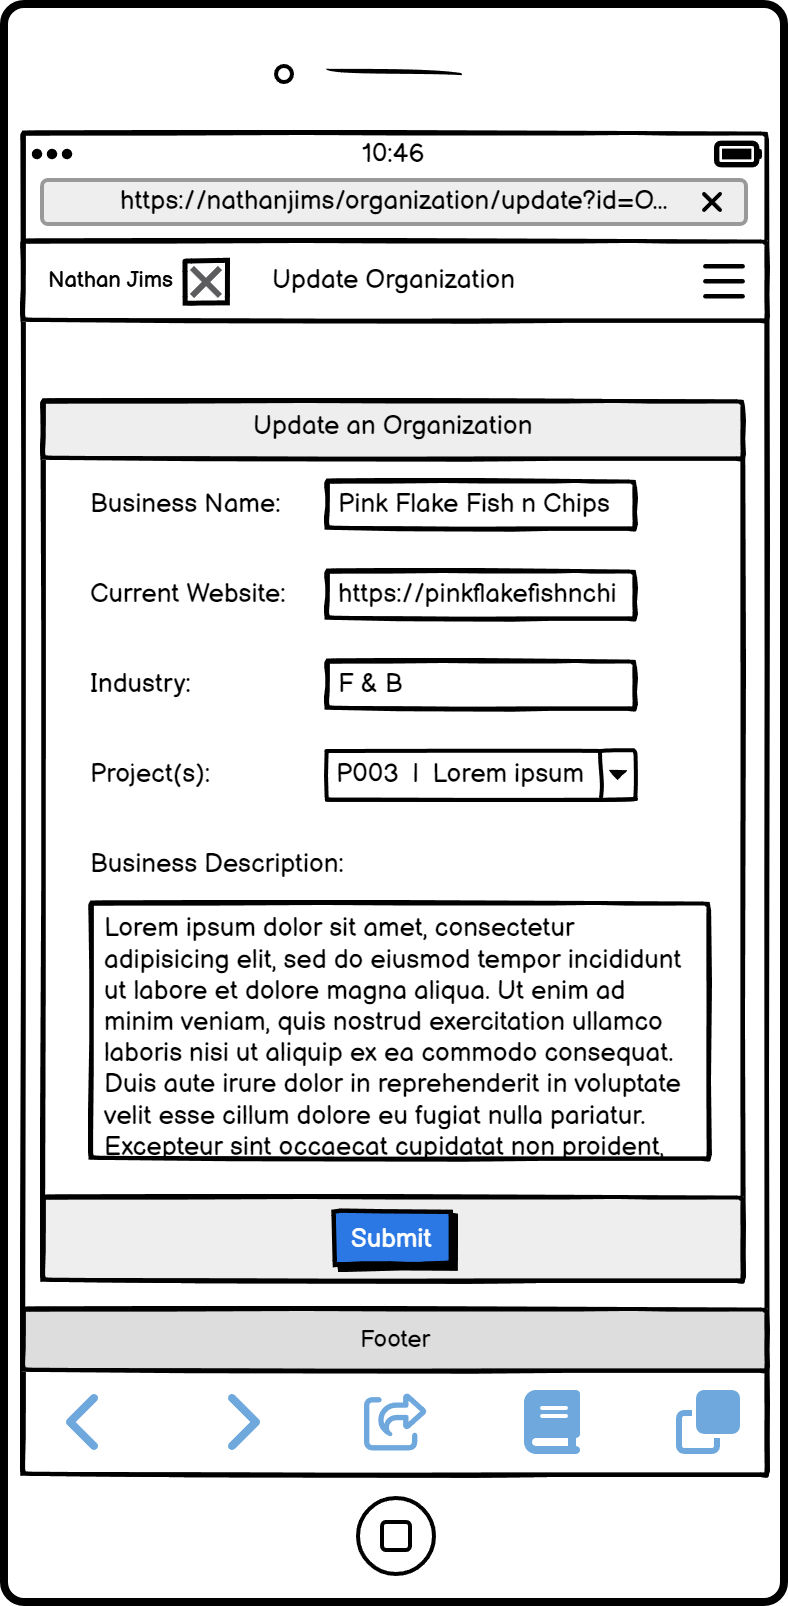 10:46
https://nathanjims/organization/update?id=O...
Nathan Jims
Update Organization
Update an Organization
Business Name: Pink Flake Fish n Chips
Current Website: https://pinkflakefishnchi
Industry: F & B
Project(s): P003 | Lorem ipsum
Business Description:
Lorem ipsum dolor sit amet, consectetur
adipisicing elit, sed do eiusmod tempor incididunt
ut labore et dolore magna aliqua. Ut enim ad
minim veniam, quis nostrud exercitation ullamco
laboris nisi ut aliquip ex ea commodo consequat.
Duis aute irure dolor in reprehenderit in voluptate
velit esse cillum dolore eu fugiat nulla pariatur.
Excepteur sint occaecat cupidatat non proident,
Submit
Footer